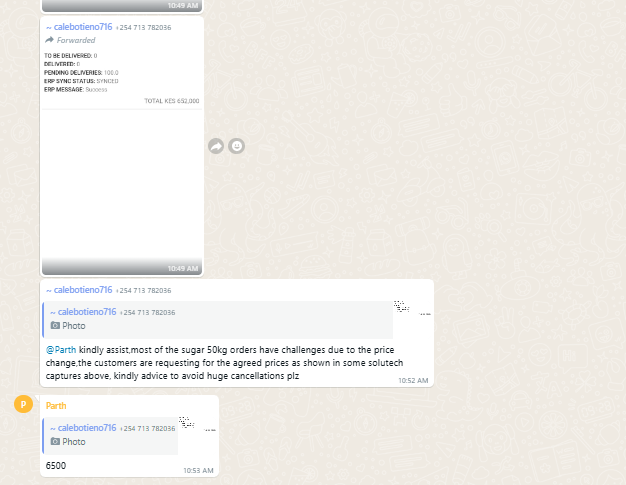 10:49 AM
~ calebotieno716 +254 713 782036
Forwarded
TO BE DELIVERED: 0
DELIVERED: 0
PENDING DELIVERIES: 100.0
ERP SYNC STATUS: SYNCED
ERP MESSAGE: Success
TOTAL KES 652,000
10:49 AM
~ calebotieno716 +254 713 782036
~ calebotieno716 +254 713 782036
Photo
@Parth kindly assist,most of the sugar 50kg orders have challenges due to the price
change,the customers are requesting for the agreed prices as shown in some solutech
captures above, kindly advice to avoid huge cancellations plz
10:52 AM
P
Parth
~ calebotieno716 +254 713 782036
Photo
6500
10:53 AM